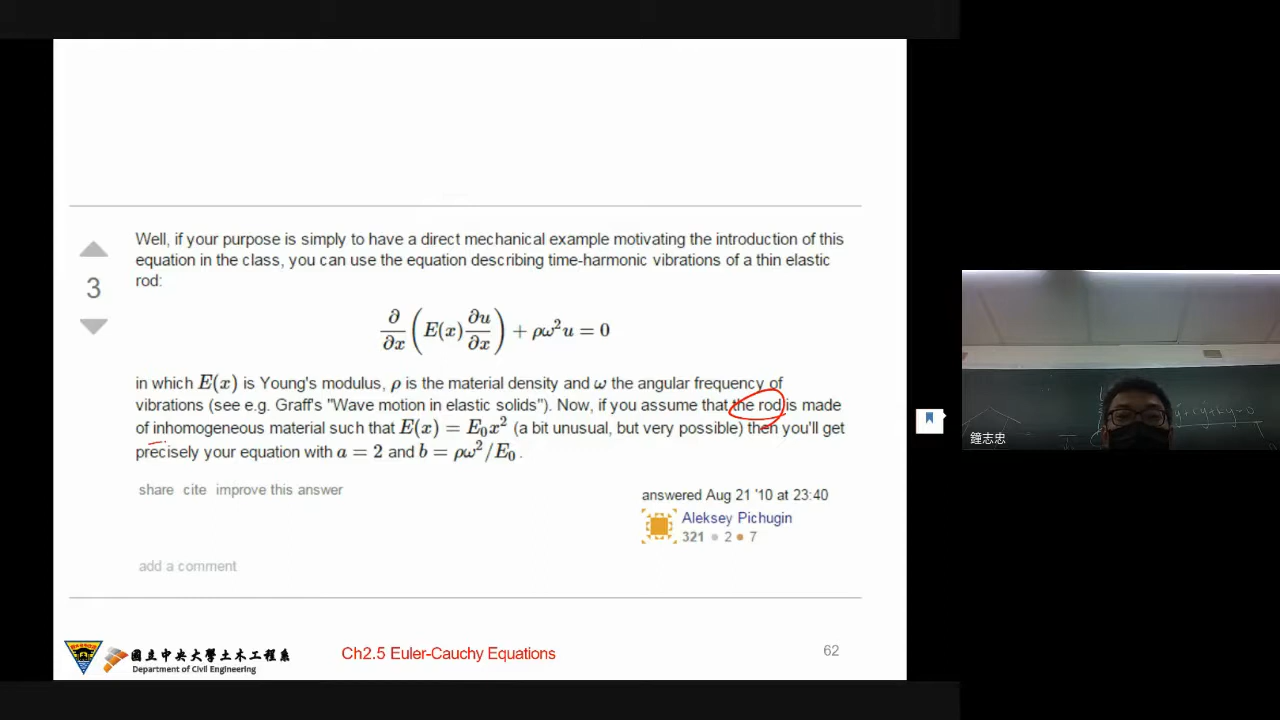 Well, if your purpose is simply to have a direct mechanical example motivating the introduction of this
equation in the class, you can use the equation describing time-harmonic vibrations of a thin elastic
rod:
∂/∂x (E(x) ∂u/∂x) + ρω²u = 0
3
in which E(x) is Young's modulus, ρ is the material density and ω the angular frequency of
vibrations (see e.g. Graff's "Wave motion in elastic solids"). Now, if you assume that the rod is made
of inhomogeneous material such that E(x) = E₀x² (a bit unusual, but very possible) then you'll get
precisely your equation with a = 2 and b = ρω²/E₀ .
share cite improve this answer
answered Aug 21 '10 at 23:40
Aleksey Pichugin
321 ● 2 ● 7
add a comment
國立中央大學土木工程系
Department of Civil Engineering
Ch2.5 Euler-Cauchy Equations
62
鐘志忠